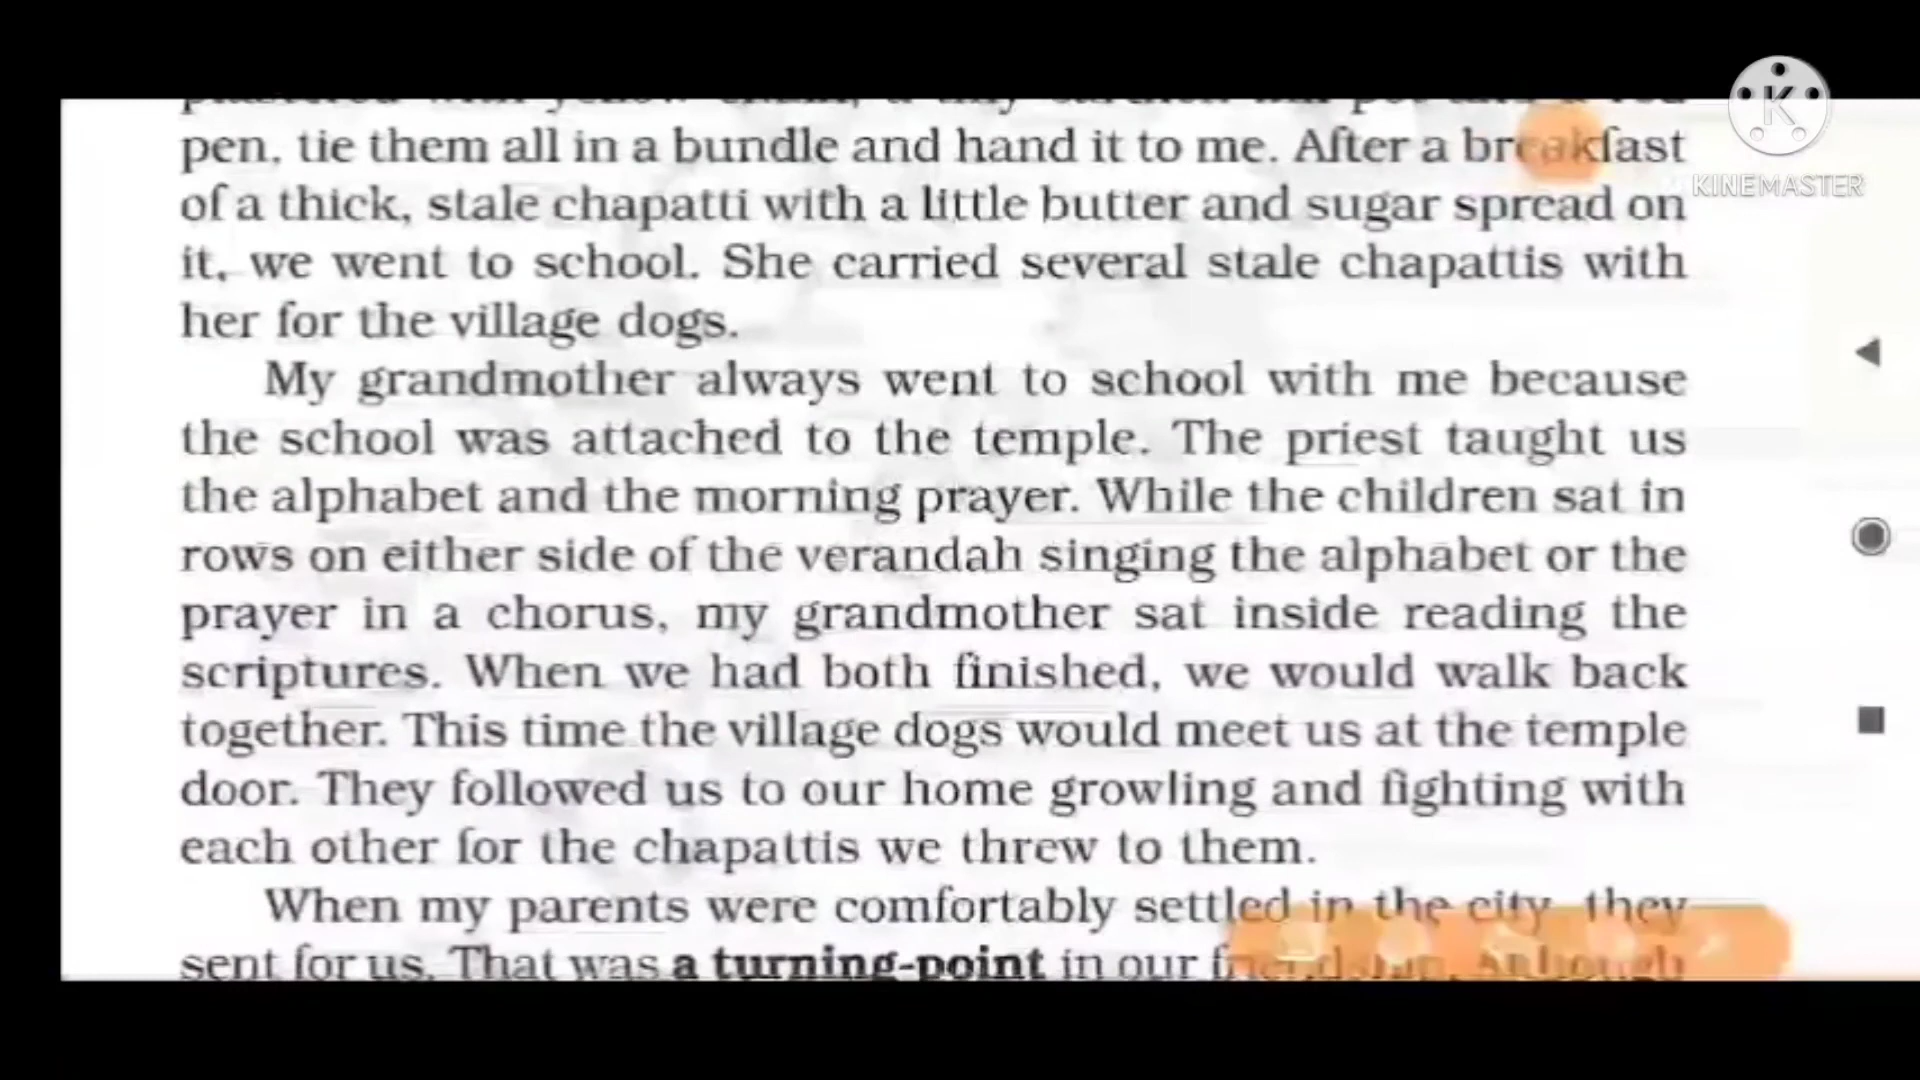 pen, tie them all in a bundle and hand it to me. After a breakfast
of a thick, stale chapatti with a little butter and sugar spread on
it, we went to school. She carried several stale chapattis with
her for the village dogs.
My grandmother always went to school with me because
the school was attached to the temple. The priest taught us
the alphabet and the morning prayer. While the children sat in
rows on either side of the verandah singing the alphabet or the
prayer in a chorus, my grandmother sat inside reading the
scriptures. When we had both finished, we would walk back
together. This time the village dogs would meet us at the temple
door. They followed us to our home growling and fighting with
each other for the chapattis we threw to them.
When my parents were comfortably settled in the city, they
sent for us. That was a turning-point in our
K
KINEMASTER